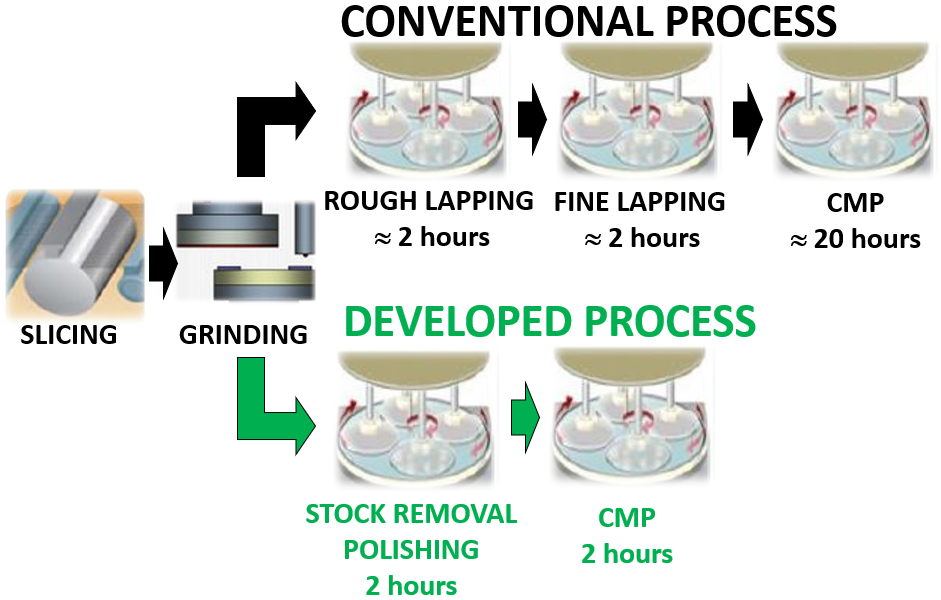 CONVENTIONAL PROCESS
ROUGH LAPPING
≈ 2 hours
FINE LAPPING
≈ 2 hours
CMP
≈ 20 hours
SLICING
GRINDING
DEVELOPED PROCESS
STOCK REMOVAL
POLISHING
2 hours
CMP
2 hours